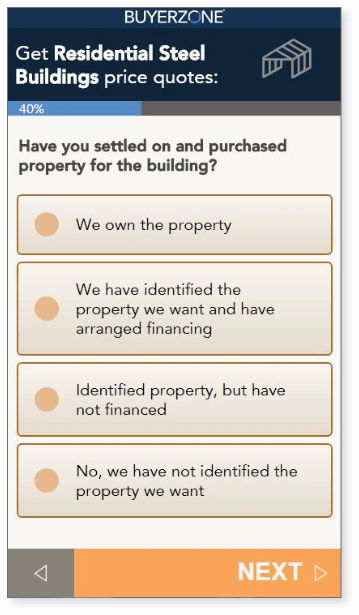 BUYERZONE
Get Residential Steel
Buildings price quotes:
40%
Have you settled on and purchased
property for the building?
We own the property
We have identified the
property we want and have
arranged financing
Identified property, but have
not financed
No, we have not identified the
property we want
NEXT